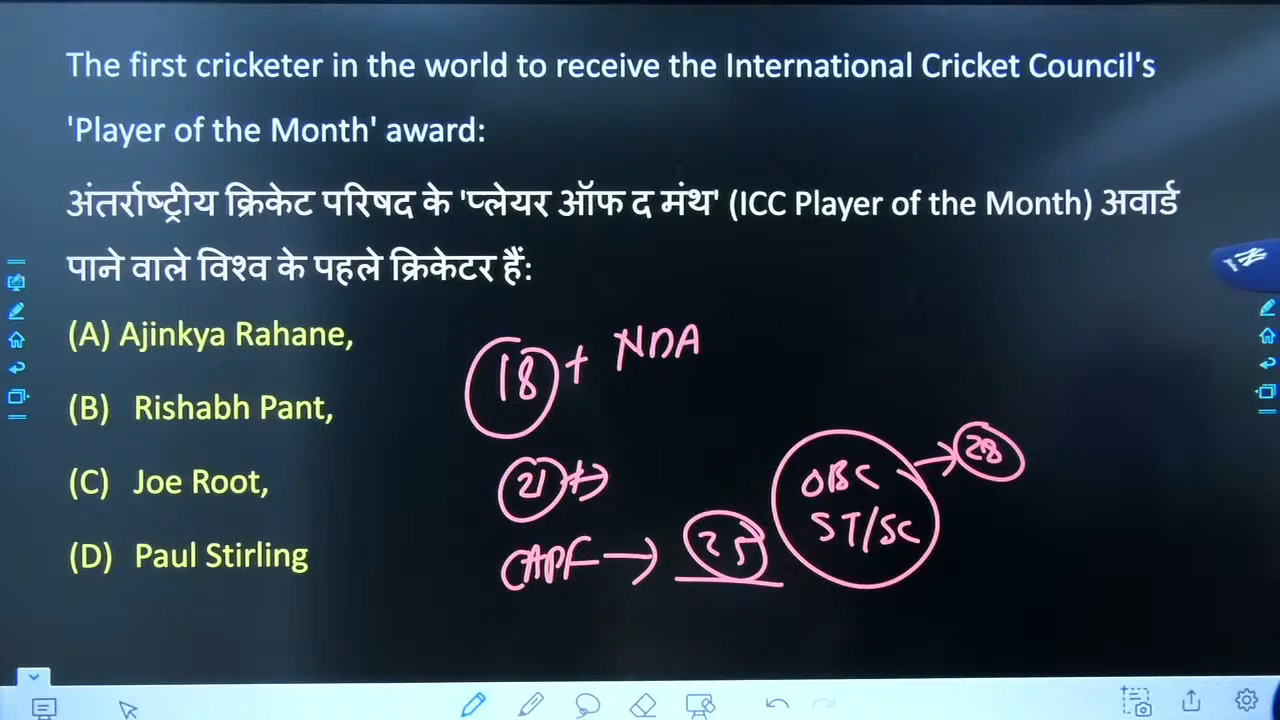 The first cricketer in the world to receive the International Cricket Council's
'Player of the Month' award:
अंतर्राष्ट्रीय क्रिकेट परिषद के 'प्लेयर ऑफ द मंथ' (ICC Player of the Month) अवार्ड
पाने वाले विश्व के पहले क्रिकेटर हैं:
(A) Ajinkya Rahane,
(B) Rishabh Pant,
(C) Joe Root,
(D) Paul Stirling
18 + NDA
21
CAPF → 25
OBC → 28
ST/SC